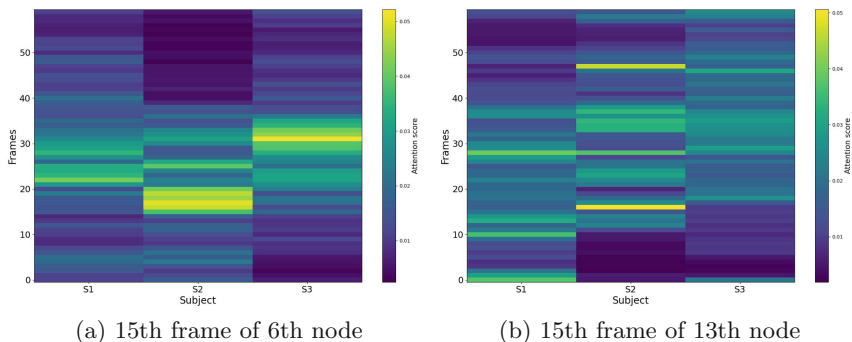 50
40
30
20
10
0
Frames
S1 S2 S3
Subject
0.05
0.04
0.03
0.02
0.01
Attention score
50
40
30
20
10
0
Frames
S1 S2 S3
Subject
0.05
0.04
0.03
0.02
0.01
Attention score
(a) 15th frame of 6th node
(b) 15th frame of 13th node